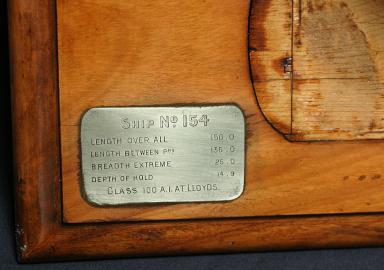 SHIP No 154
LENGTH OVER ALL 150.0
LENGTH BETWEEN Prs 136.0
BREADTH EXTREME 25.0
DEPTH OF HOLD 14.9
CLASS 100 A.1. AT LLOYDS.